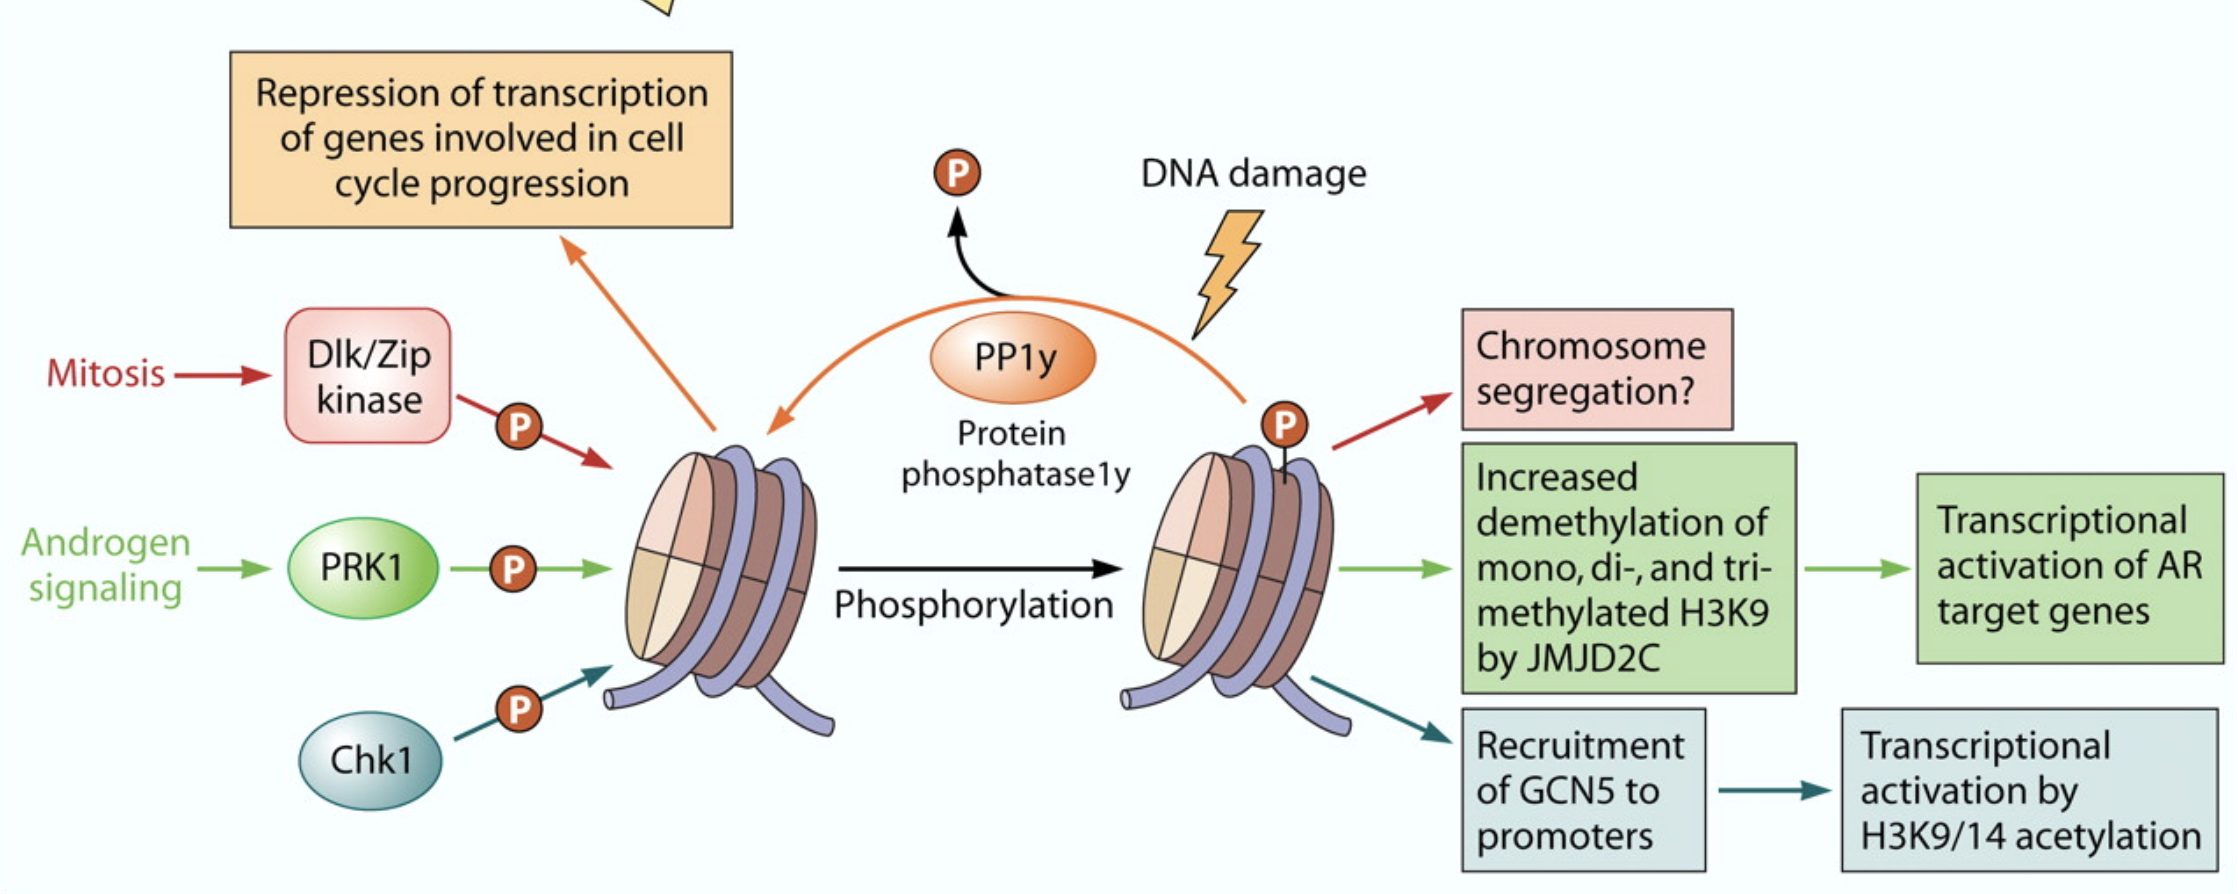 Repression of transcription
of genes involved in cell
cycle progression
P
DNA damage
Mitosis
Dlk/Zip
kinase
P
PP1y
Protein
phosphatase1y
P
Chromosome
segregation?
Androgen
signaling
PRK1
P
Phosphorylation
Increased
demethylation of
mono, di-, and tri-
methylated H3K9
by JMJD2C
Transcriptional
activation of AR
target genes
Chk1
P
Recruitment
of GCN5 to
promoters
Transcriptional
activation by
H3K9/14 acetylation